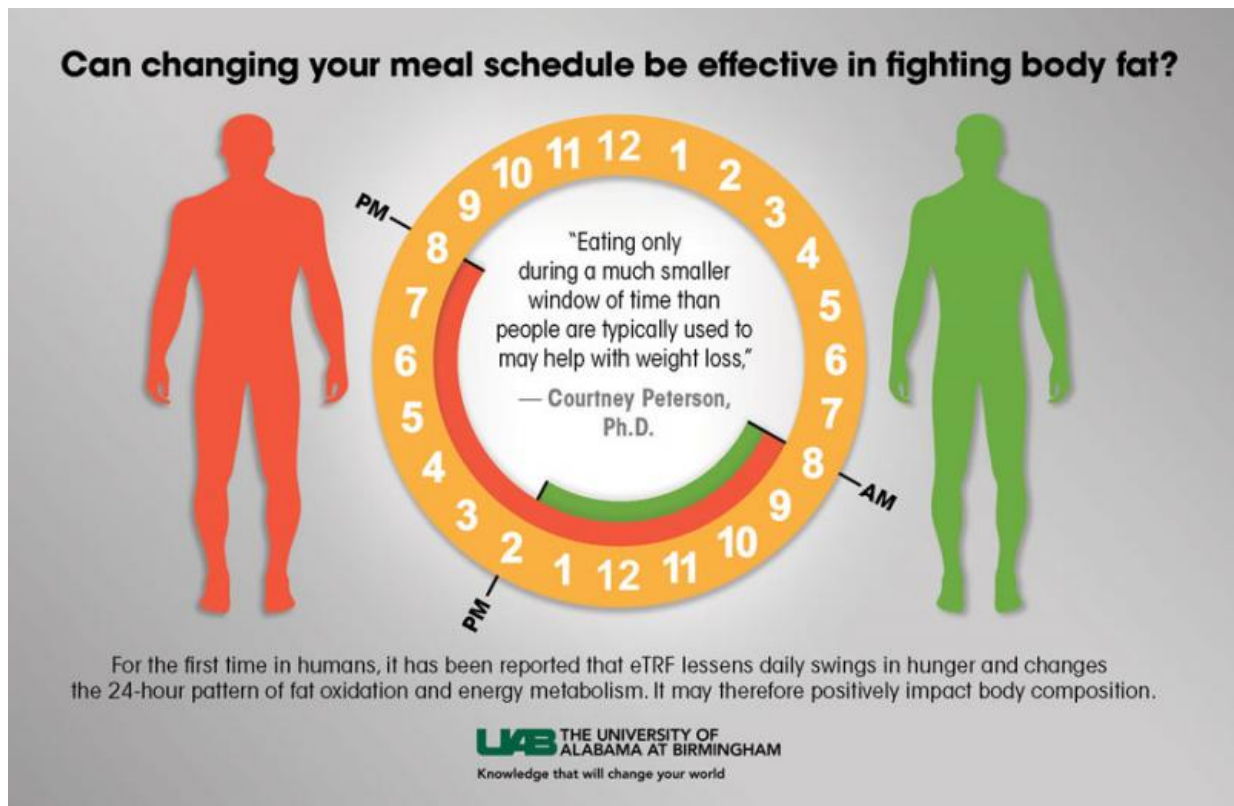 Can changing your meal schedule be effective in fighting body fat?
12
1
2
3
4
5
6
7
8
AM
9
10
11
12
1
2
PM
3
4
5
6
7
8
PM
9
10
11
“Eating only
during a much smaller
window of time than
people are typically used to
may help with weight loss,”
— Courtney Peterson,
Ph.D.
For the first time in humans, it has been reported that eTRF lessens daily swings in hunger and changes
the 24-hour pattern of fat oxidation and energy metabolism. It may therefore positively impact body composition.
UAB THE UNIVERSITY OF
ALABAMA AT BIRMINGHAM
Knowledge that will change your world